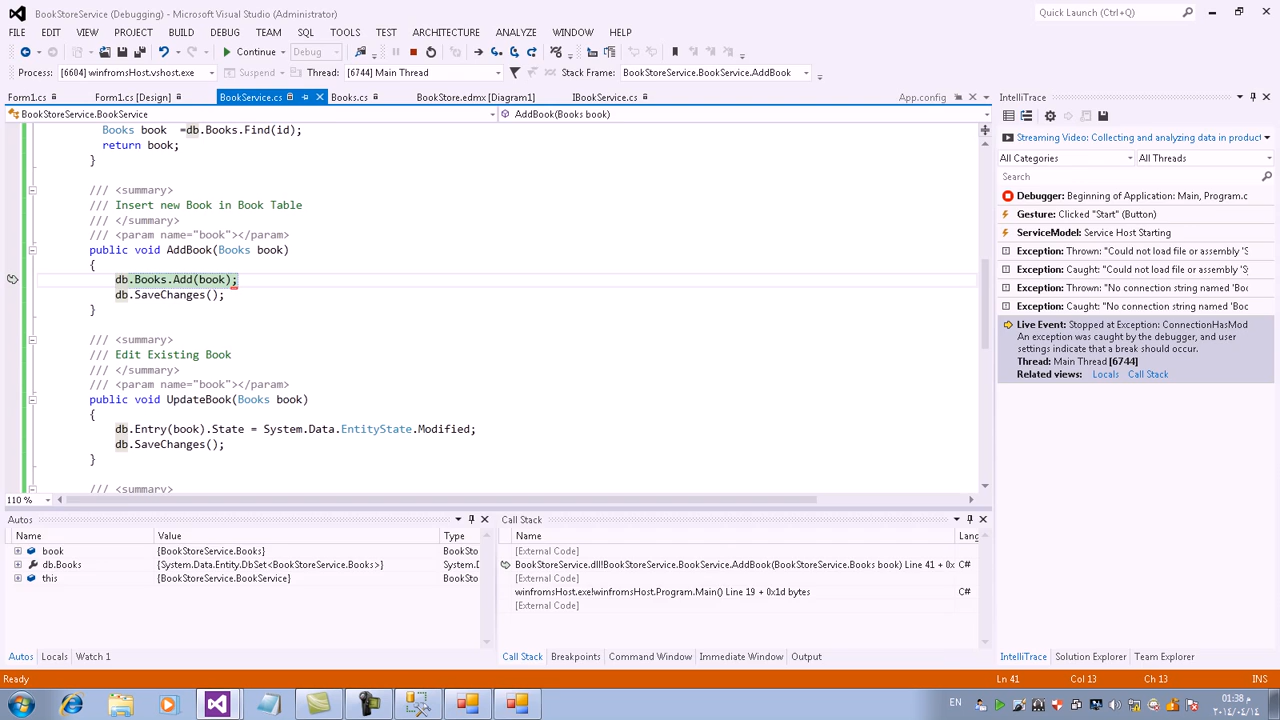 BookStoreService (Debugging) - Microsoft Visual Studio (Administrator)
Quick Launch (Ctrl+Q)
FILE EDIT VIEW PROJECT BUILD DEBUG TEAM SQL TOOLS TEST ARCHITECTURE ANALYZE WINDOW HELP
Continue Debug
Process: [6604] winfromsHost.vshost.exe Suspend Thread: [6744] Main Thread Stack Frame: BookStoreService.BookService.AddBook
Form1.cs Form1.cs [Design] BookService.cs Books.cs BookStore.edmx [Diagram1] IBookService.cs App.config
BookStoreService.BookService AddBook(Books book)
Books book =db.Books.Find(id);
return book;
}
/// <summary>
/// Insert new Book in Book Table
/// </summary>
/// <param name="book"></param>
public void AddBook(Books book)
{
db.Books.Add(book);
db.SaveChanges();
}
/// <summary>
/// Edit Existing Book
/// </summary>
/// <param name="book"></param>
public void UpdateBook(Books book)
{
db.Entry(book).State = System.Data.EntityState.Modified;
db.SaveChanges();
}
/// <summary>
110 %
IntelliTrace
Streaming Video: Collecting and analyzing data in product
All Categories All Threads
Search
Debugger: Beginning of Application: Main, Program.c
Gesture: Clicked "Start" (Button)
ServiceModel: Service Host Starting
Exception: Thrown: "Could not load file or assembly 'S
Exception: Caught: "Could not load file or assembly 'S
Exception: Thrown: "No connection string named 'Boo
Exception: Caught: "No connection string named 'Boo
Live Event: Stopped at Exception: ConnectionHasMod
An exception was caught by the debugger, and user
settings indicate that a break should occur.
Thread: Main Thread [6744]
Related views: Locals Call Stack
Autos
Name Value Type
book {BookStoreService.Books} BookSto
db.Books {System.Data.Entity.DbSet<BookStoreService.Books>} System.D
this {BookStoreService.BookService} BookSto
Autos Locals Watch 1
Call Stack
Name Lang
[External Code]
BookStoreService.dll!BookStoreService.BookService.AddBook(BookStoreService.Books book) Line 41 + 0x C#
[External Code]
winfromsHost.exe!winfromsHost.Program.Main() Line 19 + 0x1d bytes C#
[External Code]
Call Stack Breakpoints Command Window Immediate Window Output
IntelliTrace Solution Explorer Team Explorer
Ready Ln 41 Col 13 Ch 13 INS
EN
01:38 م
٢٠١٤/٠٤/١٤